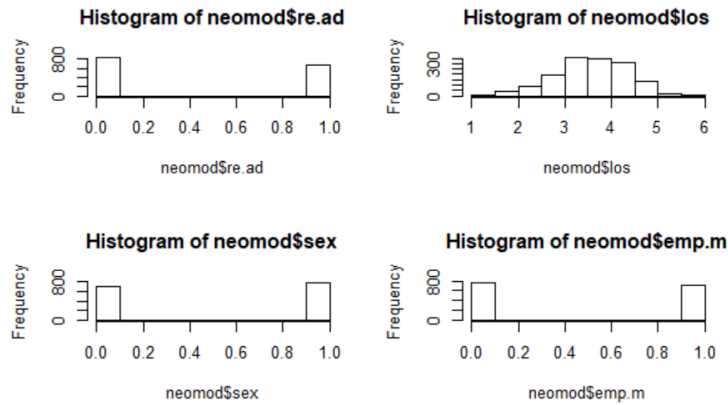 Histogram of neomod$re.ad
Frequency
800
0
0.0 0.2 0.4 0.6 0.8 1.0
neomod$re.ad
Histogram of neomod$los
Frequency
300
0
1 2 3 4 5 6
neomod$los
Histogram of neomod$sex
Frequency
800
0
0.0 0.2 0.4 0.6 0.8 1.0
neomod$sex
Histogram of neomod$emp.m
Frequency
800
0
0.0 0.2 0.4 0.6 0.8 1.0
neomod$emp.m